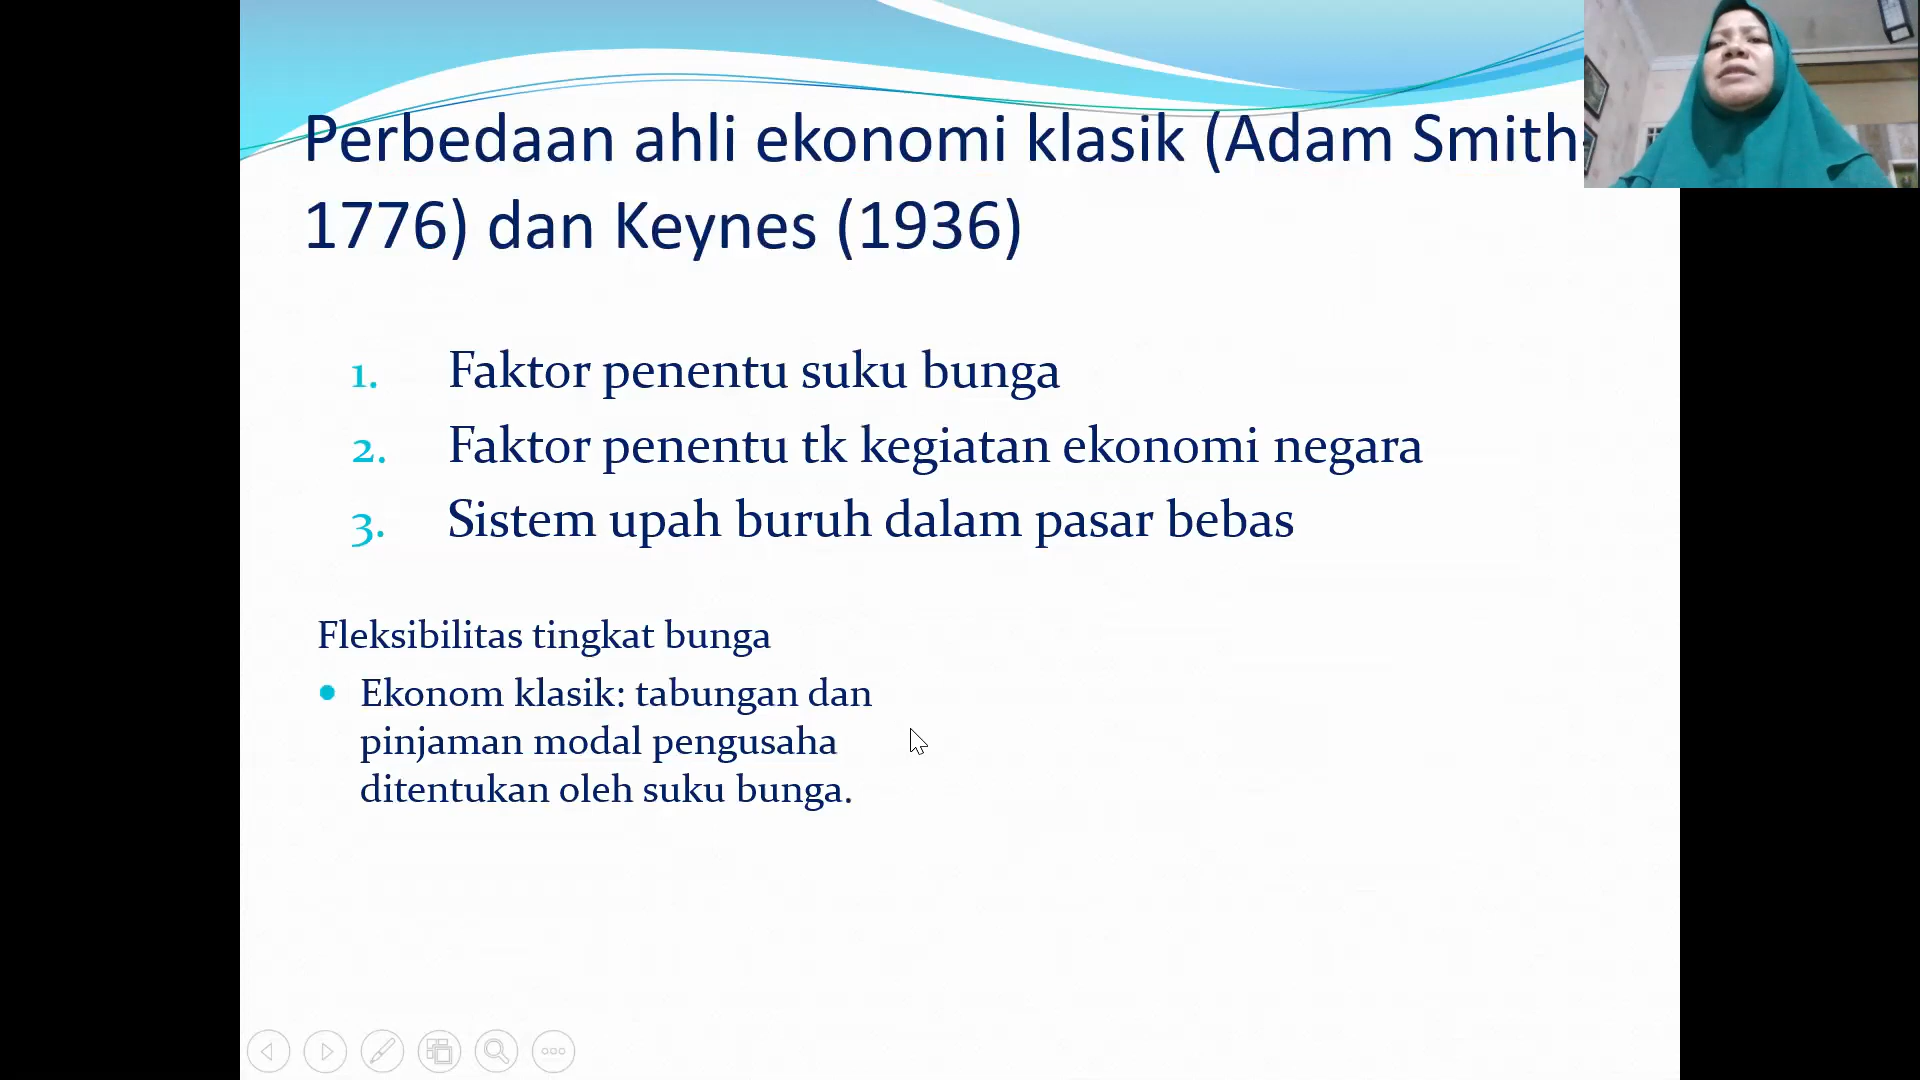 Perbedaan ahli ekonomi klasik (Adam Smith
1776) dan Keynes (1936)
1. Faktor penentu suku bunga
2. Faktor penentu tk kegiatan ekonomi negara
3. Sistem upah buruh dalam pasar bebas
Fleksibilitas tingkat bunga
• Ekonom klasik: tabungan dan
pinjaman modal pengusaha
ditentukan oleh suku bunga.